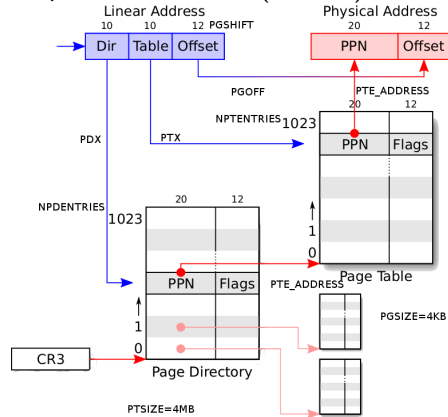 Linear Address
Physical Address
10 10 12 PGSHIFT
20 12
Dir Table Offset
PPN Offset
PGOFF
PTE_ADDRESS
20 12
NPTENTRIES
1023
PDX
PTX
PPN Flags
NPDENTRIES
20 12
1023
1
0
PPN Flags
Page Table
PTE_ADDRESS
PGSIZE=4KB
1
0
CR3
Page Directory
PTSIZE=4MB